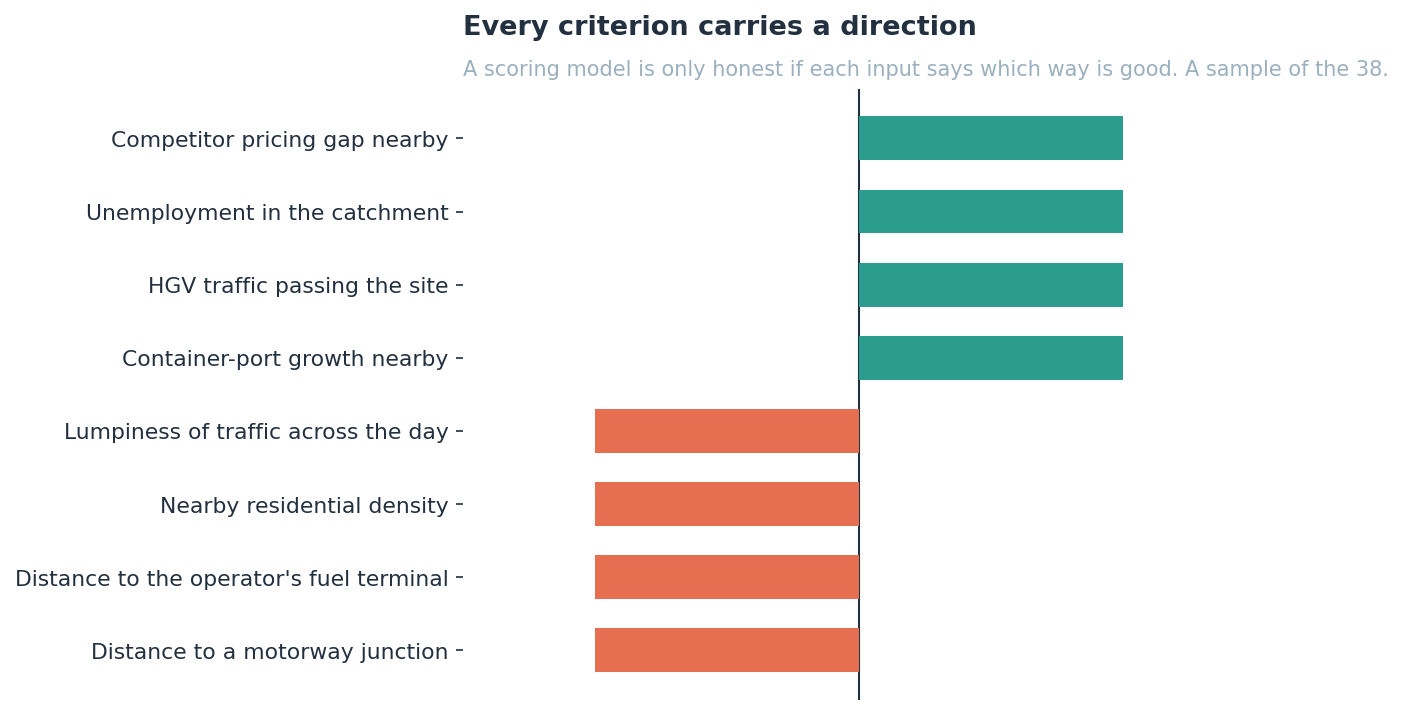 Every criterion carries a direction
A scoring model is only honest if each input says which way is good. A sample of the 38.
Competitor pricing gap nearby
Unemployment in the catchment
HGV traffic passing the site
Container-port growth nearby
Lumpiness of traffic across the day
Nearby residential density
Distance to the operator's fuel terminal
Distance to a motorway junction